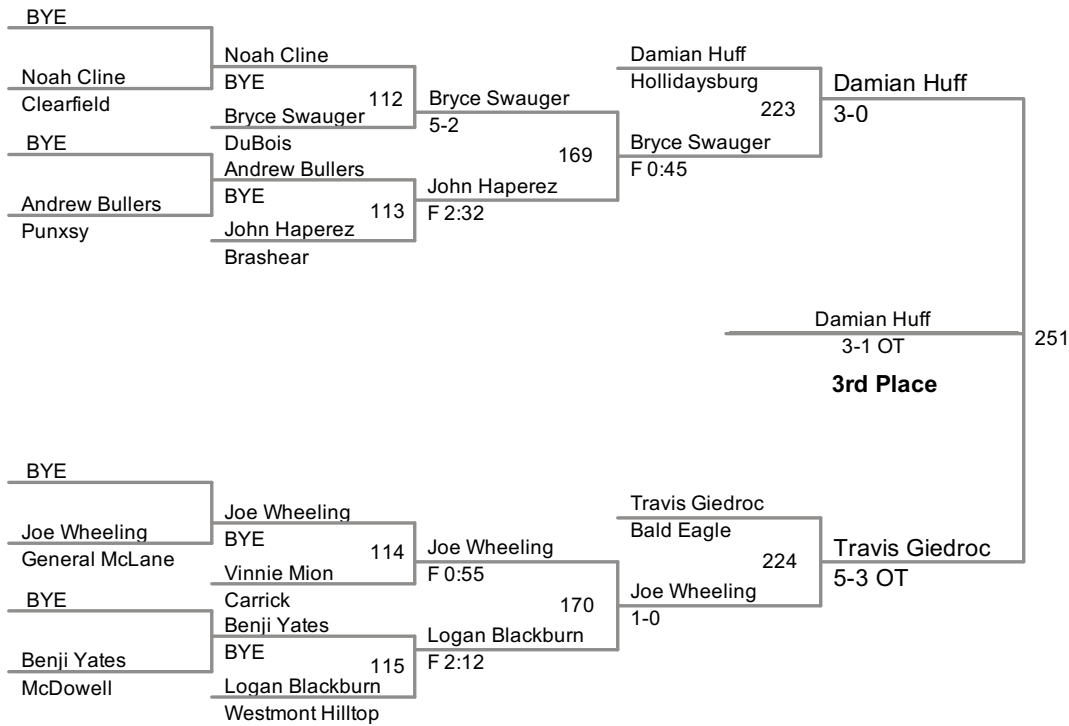 BYE
Noah Cline
Clearfield
BYE
Andrew Bullers
Punxsy
Noah Cline
BYE
112
Bryce Swauger
DuBois
Andrew Bullers
BYE
113
John Haperez
Brashear
Bryce Swauger
5-2
169
John Haperez
F 2:32
Damian Huff
Hollidaysburg
223
Bryce Swauger
F 0:45
Damian Huff
3-0
Damian Huff
3-1 OT
3rd Place
251
BYE
Joe Wheeling
General McLane
BYE
Benji Yates
McDowell
Joe Wheeling
BYE
114
Vinnie Mion
Carrick
Benji Yates
BYE
115
Logan Blackburn
Westmont Hilltop
Joe Wheeling
F 0:55
170
Logan Blackburn
F 2:12
Travis Giedroc
Bald Eagle
224
Joe Wheeling
1-0
Travis Giedroc
5-3 OT